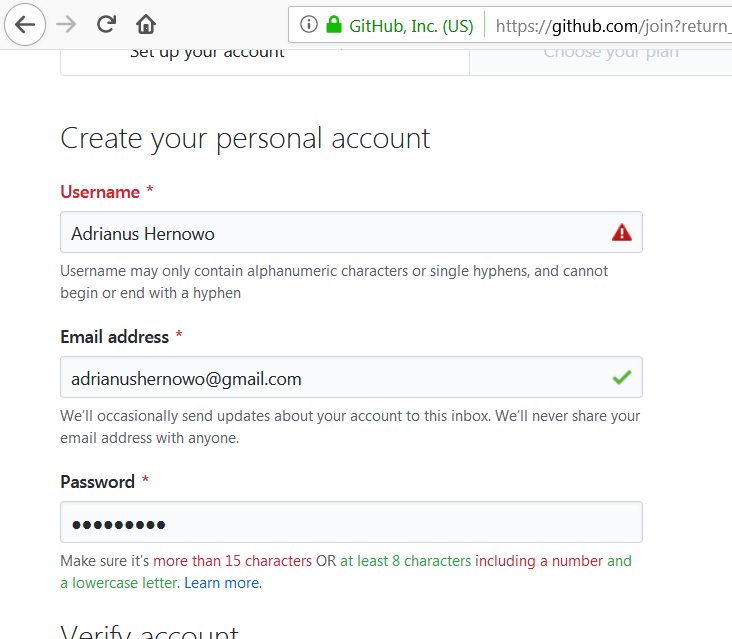 GitHub, Inc. (US) https://github.com/join?return_
Set up your account Choose your plan
Create your personal account
Username *
Adrianus Hernowo
Username may only contain alphanumeric characters or single hyphens, and cannot
begin or end with a hyphen
Email address *
adrianushernowo@gmail.com
We'll occasionally send updates about your account to this inbox. We'll never share your
email address with anyone.
Password *
●●●●●●●●●
Make sure it's more than 15 characters OR at least 8 characters including a number and
a lowercase letter. Learn more.
Verify account